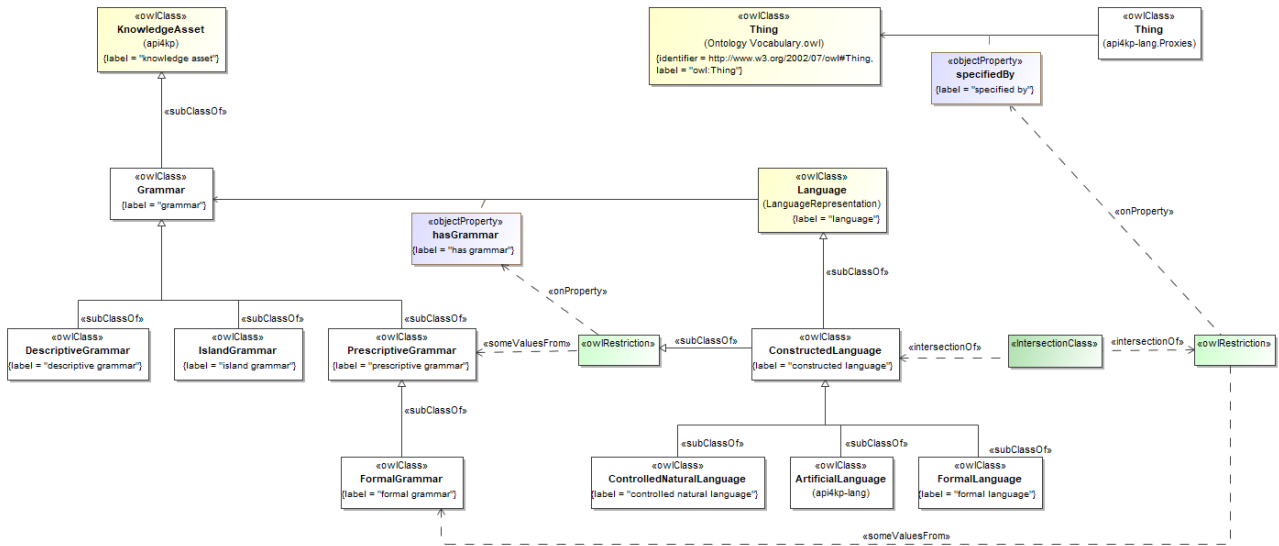 «owlClass»
KnowledgeAsset
(api4kp)
{label = "knowledge asset"}
«owlClass»
Thing
(Ontology Vocabulary.owl)
{identifier = http://www.w3.org/2002/07/owl#Thing,
label = "owl:Thing"}
«owlClass»
Thing
(api4kp-lang.Proxies)
«objectProperty»
specifiedBy
{label = "specified by"}
«subClassOf»
«owlClass»
Grammar
{label = "grammar"}
«owlClass»
Language
(LanguageRepresentation)
{label = "language"}
«objectProperty»
hasGrammar
{label = "has grammar"}
«onProperty»
«subClassOf»
«onProperty»
«subClassOf»
«subClassOf»
«subClassOf»
«owlClass»
DescriptiveGrammar
{label = "descriptive grammar"}
«owlClass»
IslandGrammar
{label = "island grammar"}
«owlClass»
PrescriptiveGrammar
{label = "prescriptive grammar"}
«someValuesFrom»
«owlRestriction»
«subClassOf»
«owlClass»
ConstructedLanguage
{label = "constructed language"}
«intersectionOf»
«IntersectionClass»
«intersectionOf»
«owlRestriction»
«subClassOf»
«subClassOf»
«subClassOf»
«subClassOf»
«owlClass»
FormalGrammar
{label = "formal grammar"}
«owlClass»
ControlledNaturalLanguage
{label = "controlled natural language"}
«owlClass»
ArtificialLanguage
(api4kp-lang)
«owlClass»
FormalLanguage
{label = "formal language"}
«someValuesFrom»